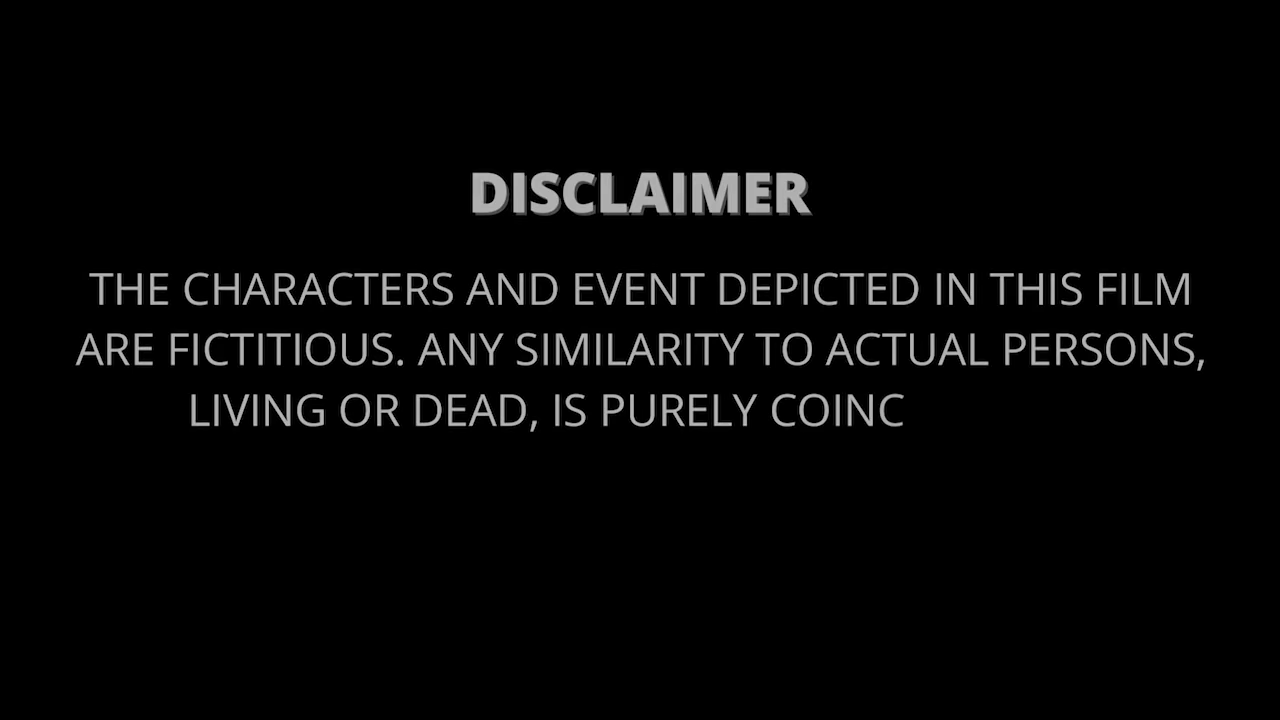 DISCLAIMER
THE CHARACTERS AND EVENT DEPICTED IN THIS FILM
ARE FICTITIOUS. ANY SIMILARITY TO ACTUAL PERSONS,
LIVING OR DEAD, IS PURELY COINC